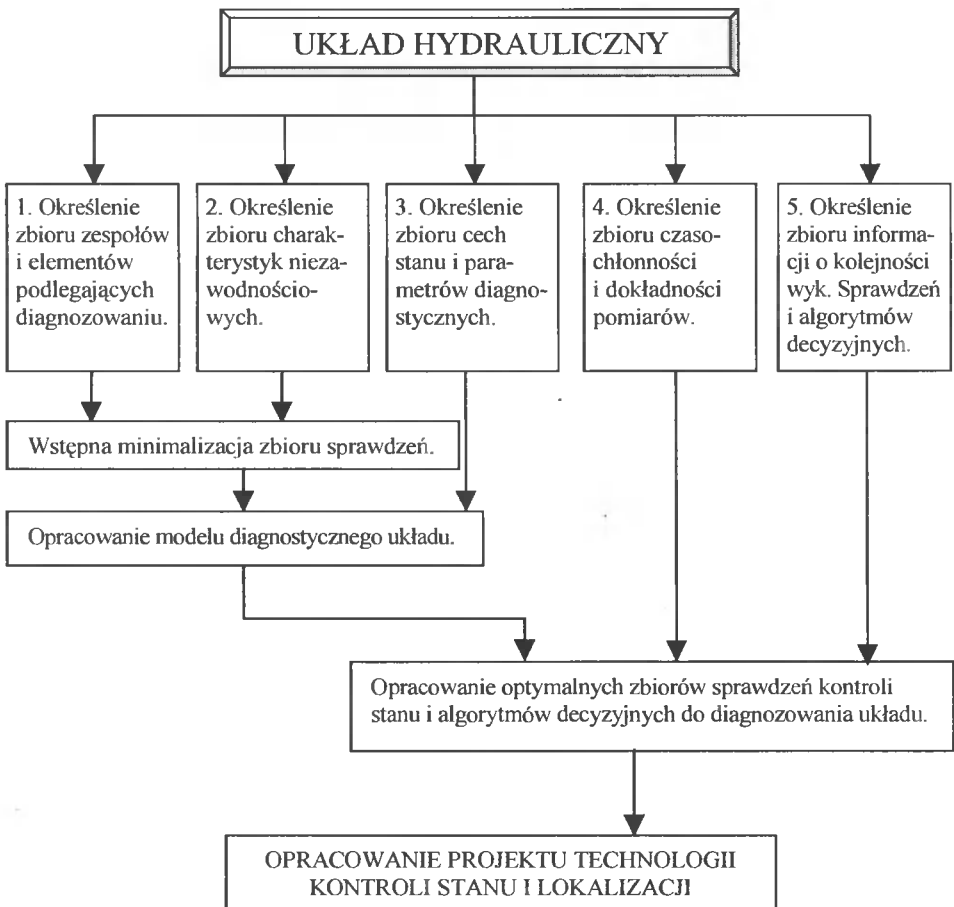 UKŁAD HYDRAULICZNY
1. Określenie
zbioru zespołów
i elementów
podlegających
diagnozowaniu.
2. Określenie
zbioru charak-
terystyk nieza-
wodnościo-
wych.
3. Określenie
zbioru cech
stanu i para-
metrów diagno-
stycznych.
4. Określenie
zbioru czaso-
chłonności
i dokładności
pomiarów.
5. Określenie
zbioru informa-
cji o kolejności
wyk. Sprawdzeń
i algorytmów
decyzyjnych.
Wstępna minimalizacja zbioru sprawdzeń.
Opracowanie modelu diagnostycznego układu.
Opracowanie optymalnych zbiorów sprawdzeń kontroli
stanu i algorytmów decyzyjnych do diagnozowania układu.
OPRACOWANIE PROJEKTU TECHNOLOGII
KONTROLI STANU I LOKALIZACJI